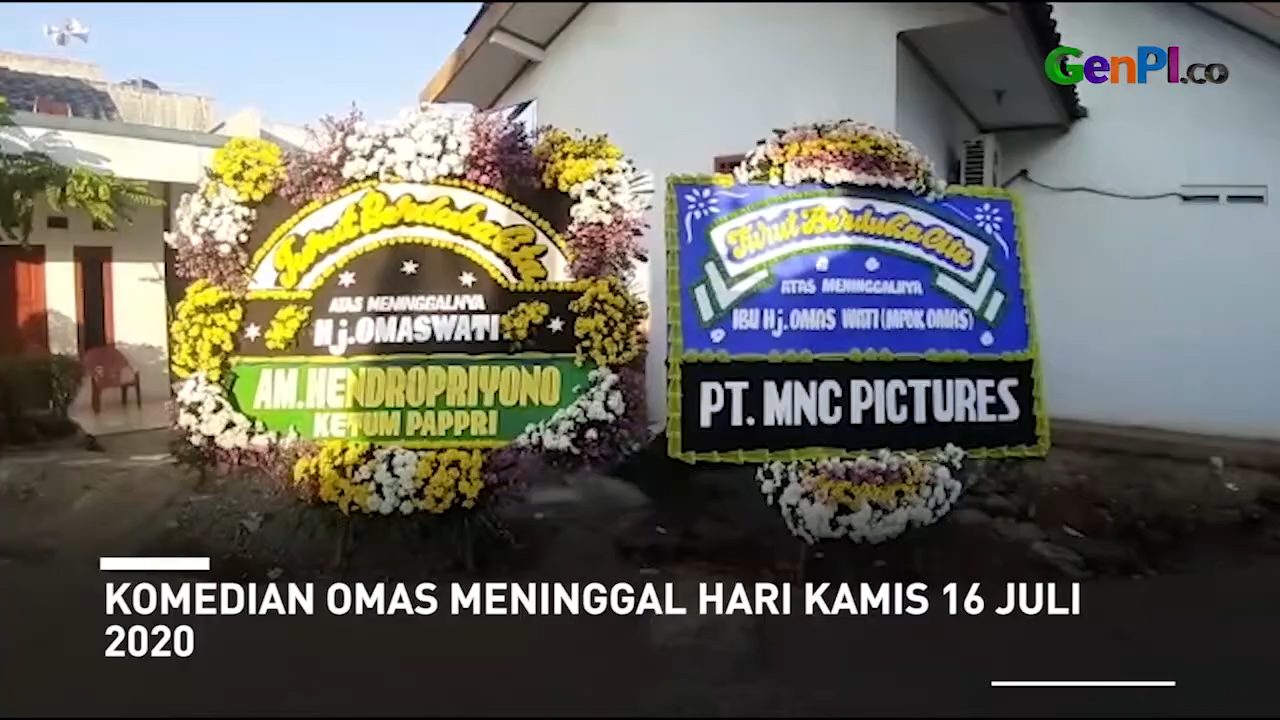 GenPI.co
Turut Berduka Cita
ATAS MENINGGALNYA
Hj. OMASWATI
AM. HENDROPRIYONO
KETUM PAPPRI
Turut Berduka Cita
ATAS MENINGGALNYA
IBU Hj. OMAS WATI (MPOK OMAS)
PT. MNC PICTURES
KOMEDIAN OMAS MENINGGAL HARI KAMIS 16 JULI
2020